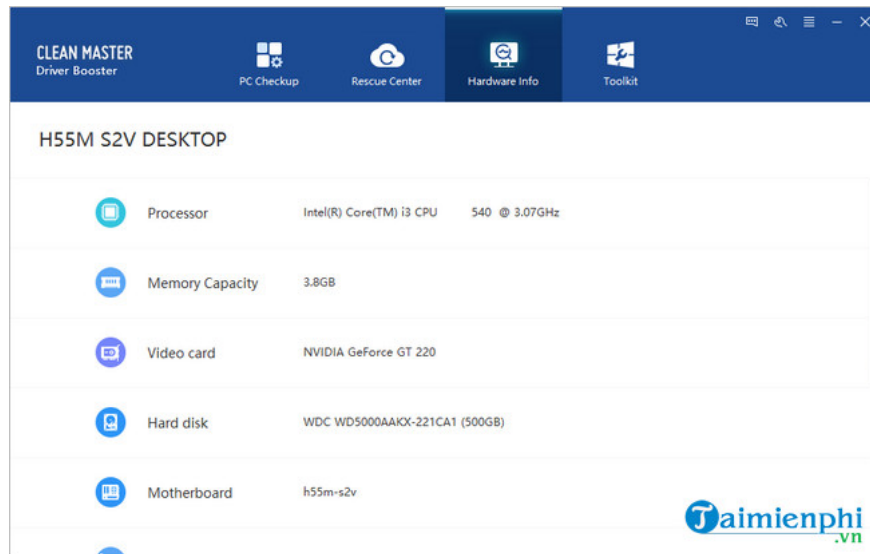 CLEAN MASTER
Driver Booster
PC Checkup
Rescue Center
Hardware Info
Toolkit
H55M S2V DESKTOP
Processor Intel(R) Core(TM) i3 CPU 540 @ 3.07GHz
Memory Capacity 3.8GB
Video card NVIDIA GeForce GT 220
Hard disk WDC WD5000AAKX-221CA1 (500GB)
Motherboard h55m-s2v
Taimienphi
.vn